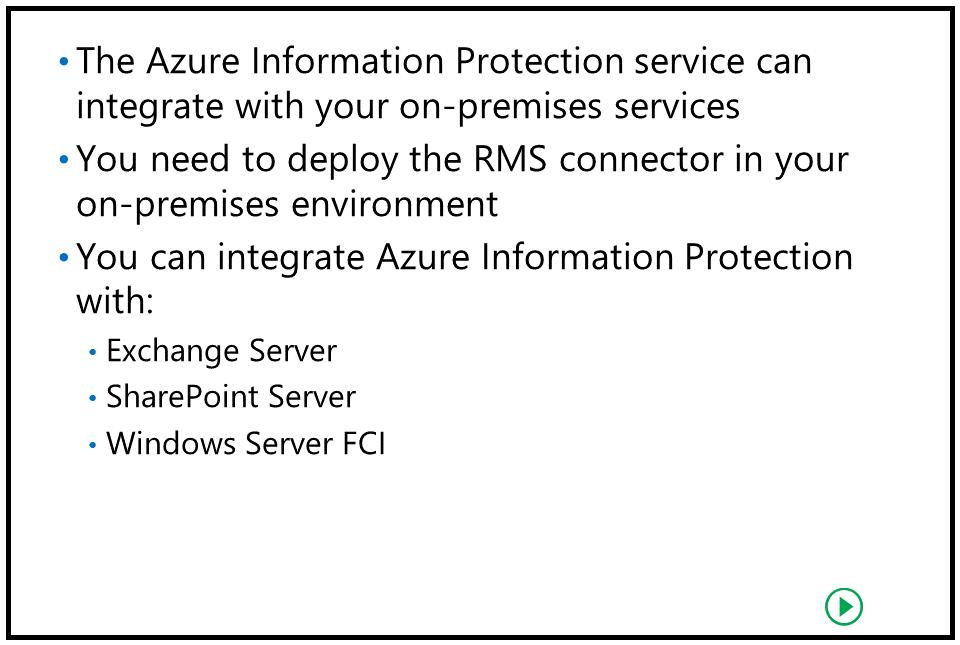 • The Azure Information Protection service can
integrate with your on-premises services
• You need to deploy the RMS connector in your
on-premises environment
• You can integrate Azure Information Protection
with:
• Exchange Server
• SharePoint Server
• Windows Server FCI